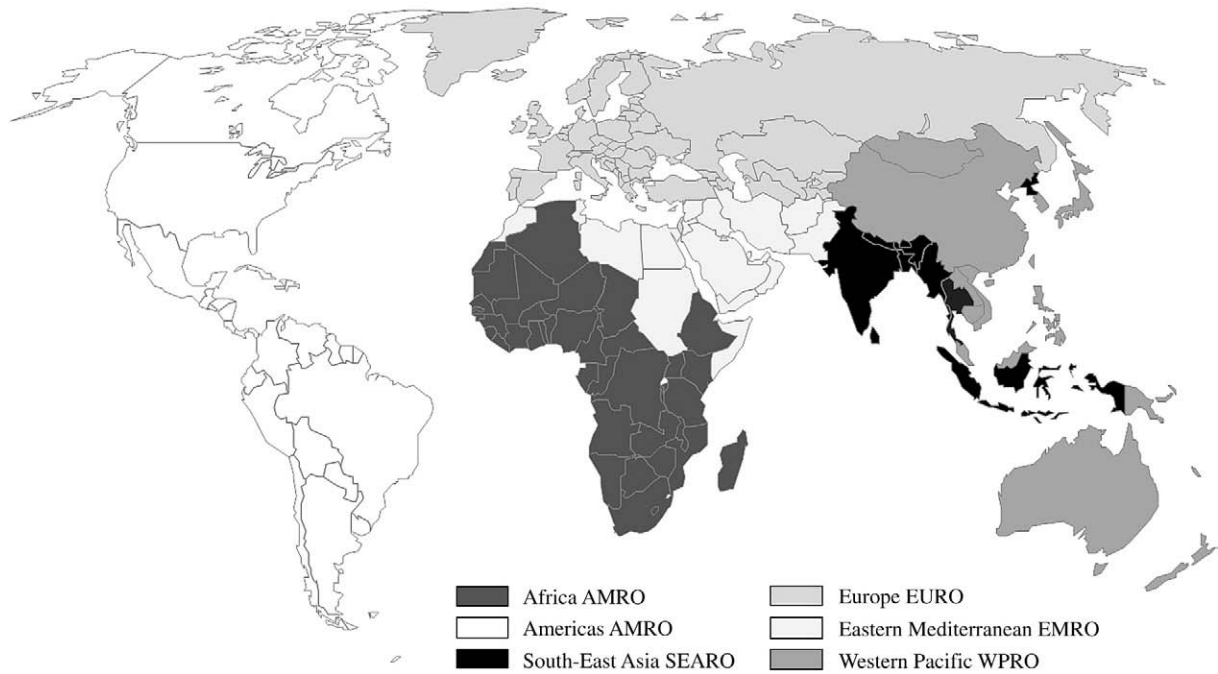 Africa AMRO
Americas AMRO
South-East Asia SEARO
Europe EURO
Eastern Mediterranean EMRO
Western Pacific WPRO